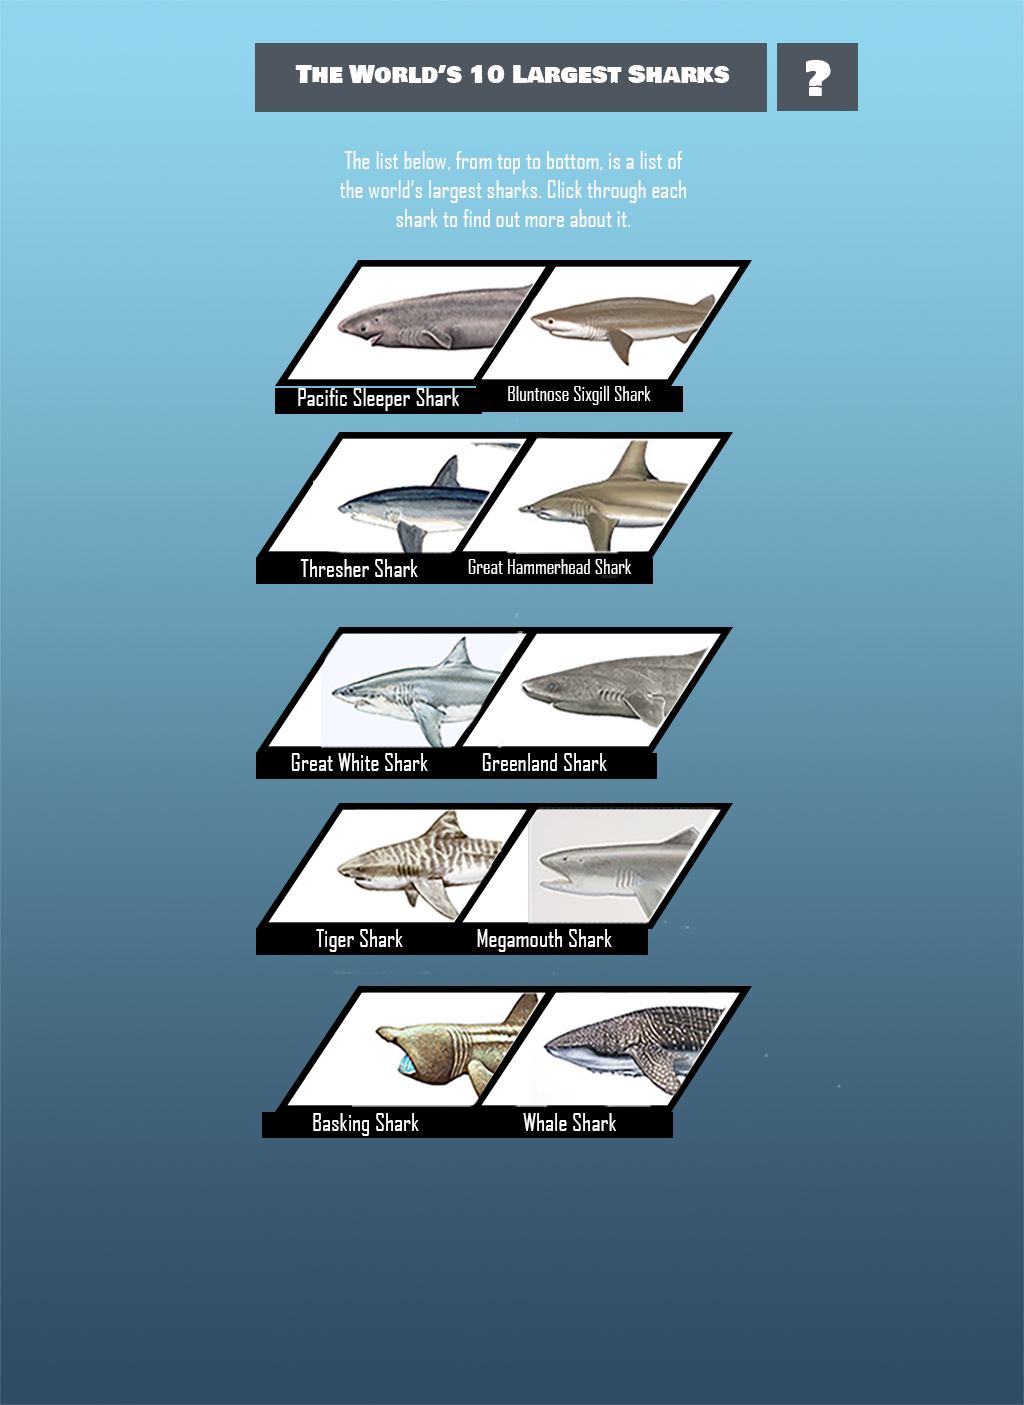 The World's 10 Largest Sharks
?
The list below, from top to bottom, is a list of
the world's largest sharks. Click through each
shark to find out more about it.
Pacific Sleeper Shark
Bluntnose Sixgill Shark
Thresher Shark
Great Hammerhead Shark
Great White Shark
Greenland Shark
Tiger Shark
Megamouth Shark
Basking Shark
Whale Shark